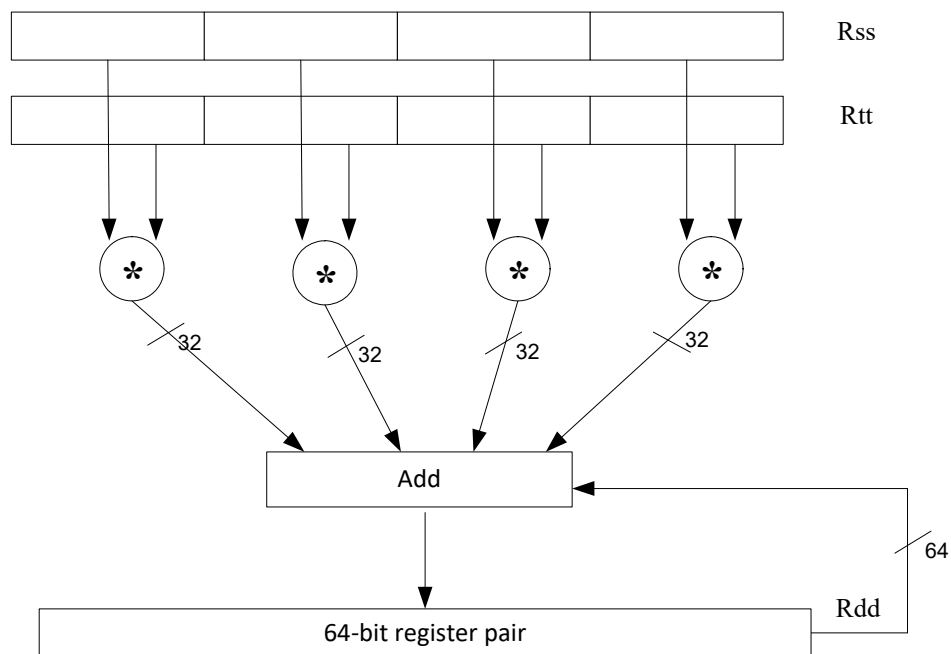 Rss
Rtt
* * * *
32 32 32 32
Add
64
Rdd
64-bit register pair